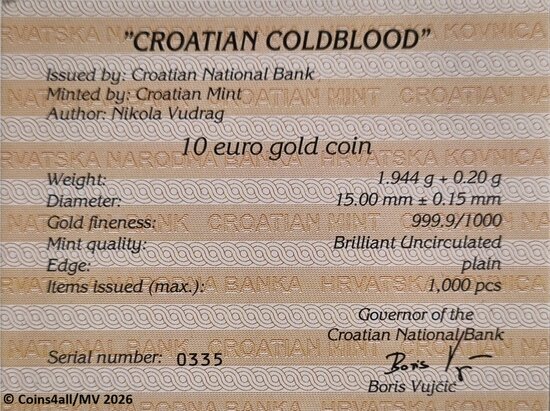 "CROATIAN COLDBLOOD"
Issued by: Croatian National Bank
Minted by: Croatian Mint
Author: Nikola Vudrag
10 euro gold coin
Weight: 1.944 g + 0.20 g
Diameter: 15.00 mm ± 0.15 mm
Gold fineness: 999.9/1000
Mint quality: Brilliant Uncirculated
Edge: plain
Items issued (max.): 1,000 pcs
Governor of the
Croatian National Bank
Serial number: 0335
Boris Vujčić
© Coins4all/MV 2026